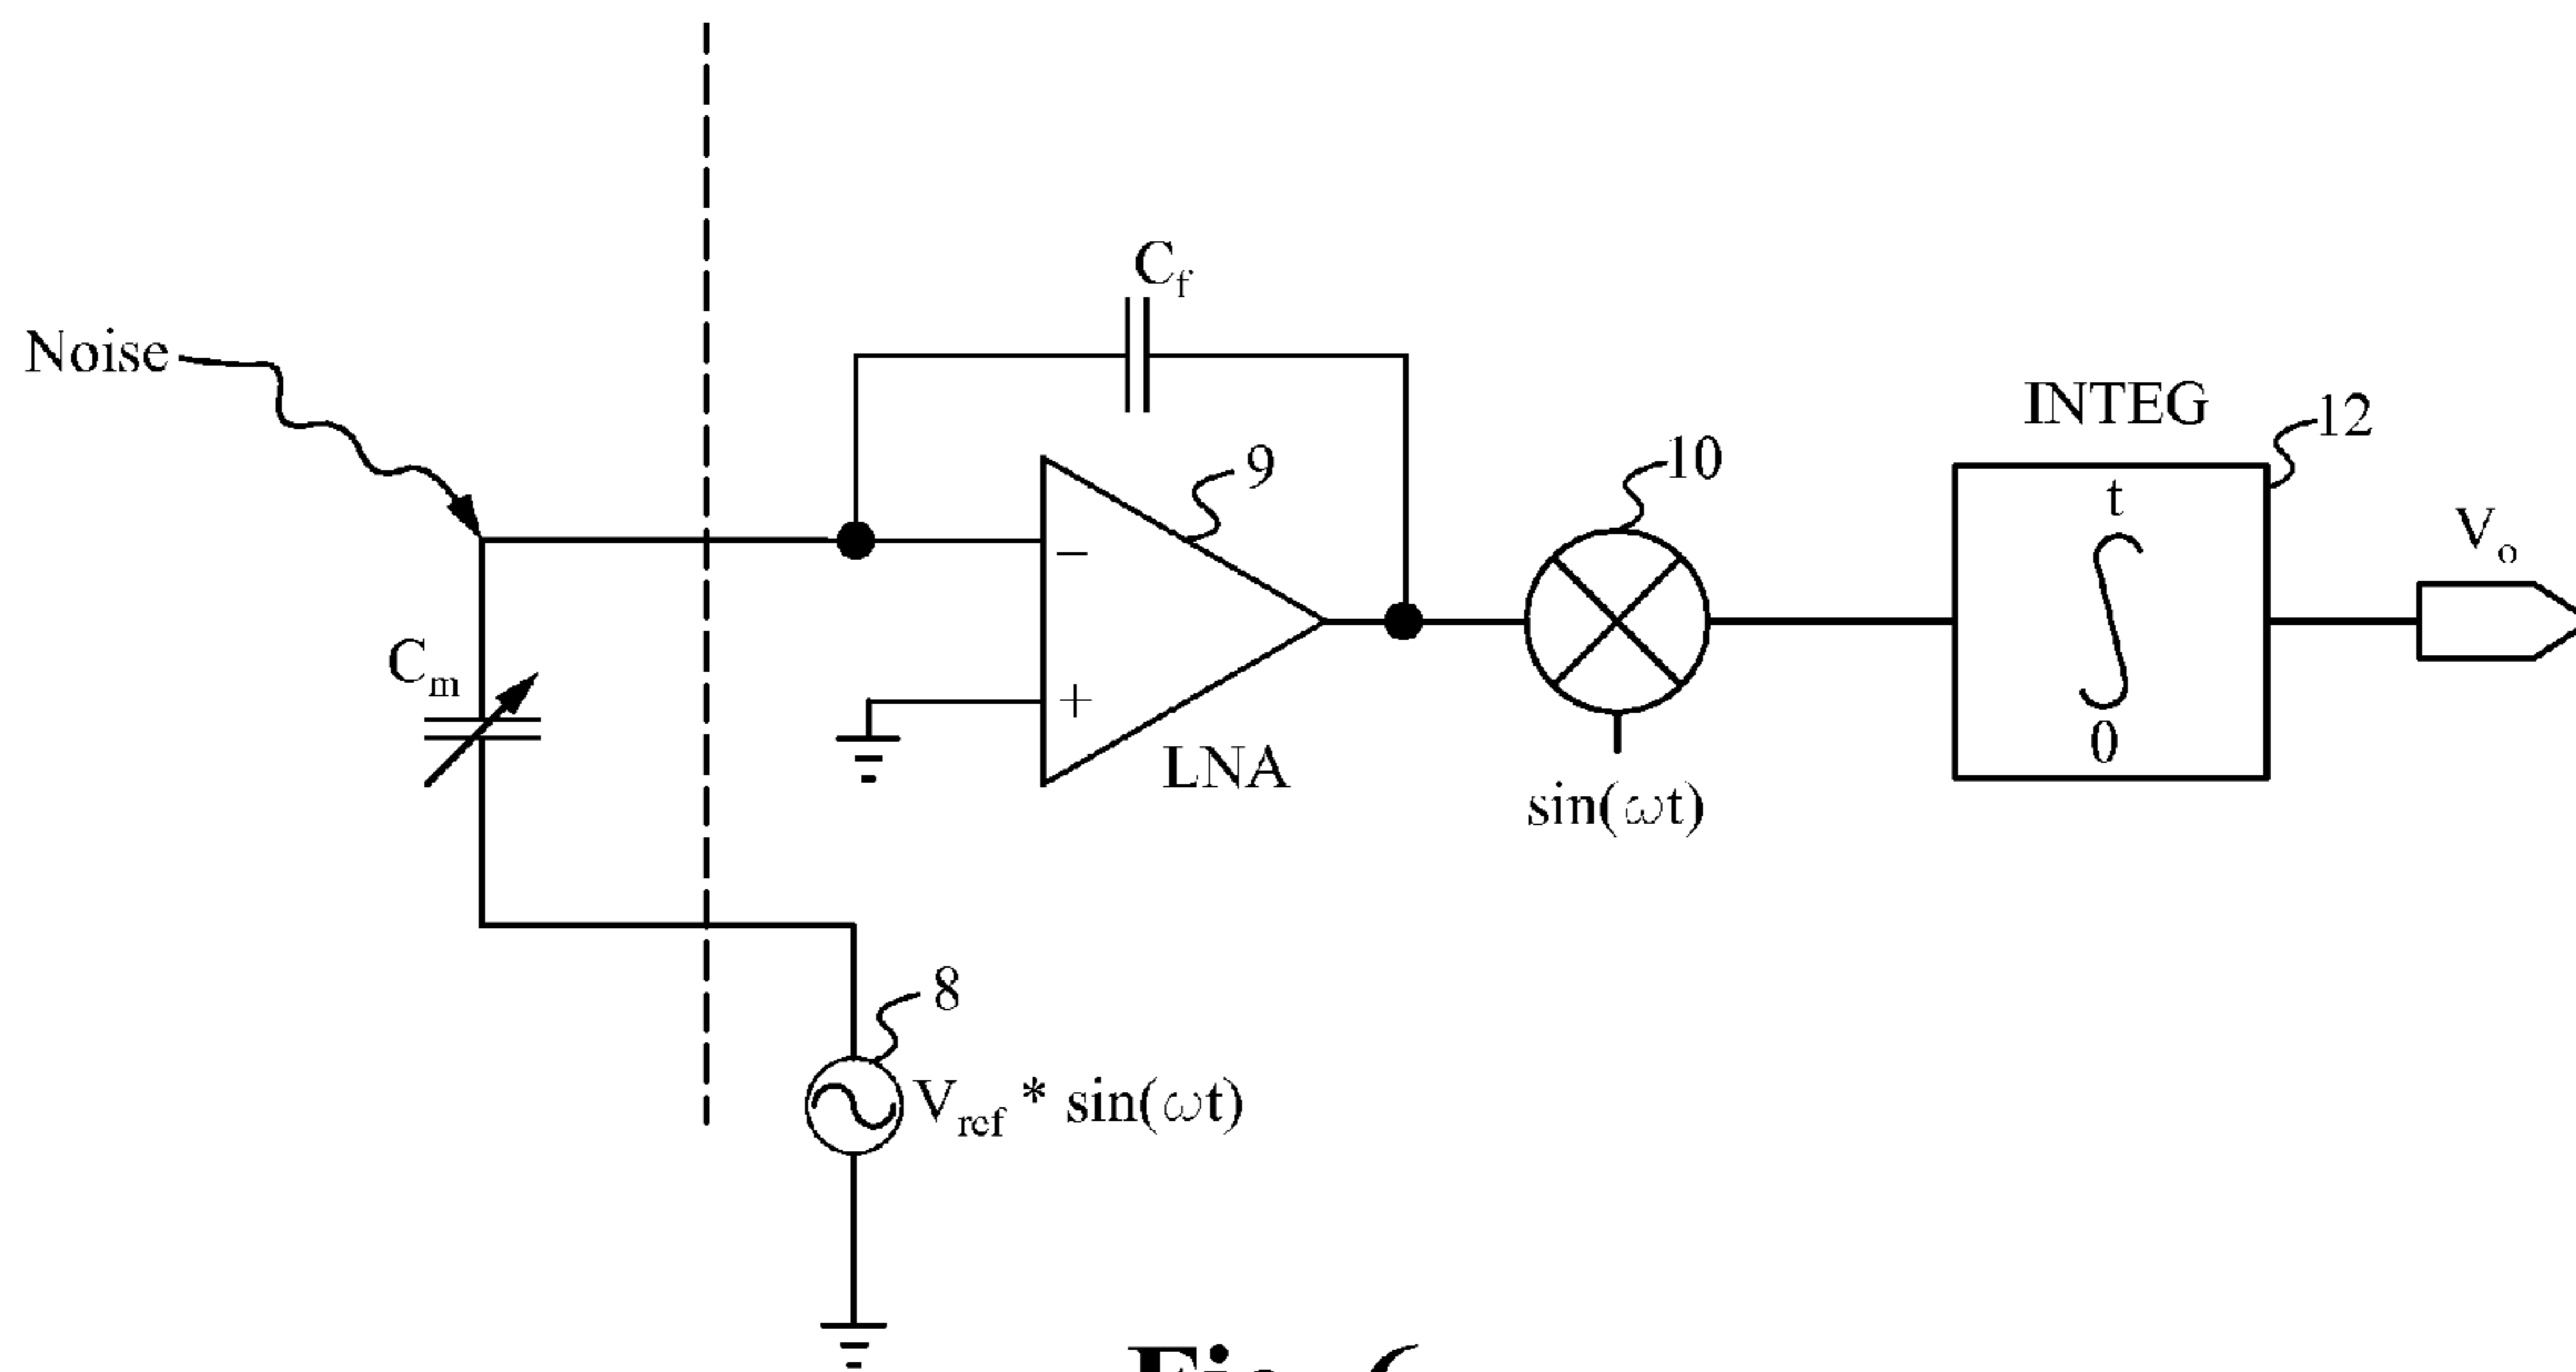 Noise
C_f
9
LNA
−
+
10
sin(ωt)
INTEG
12
t
∫
0
V_o
C_m
8
V_ref * sin(ωt)